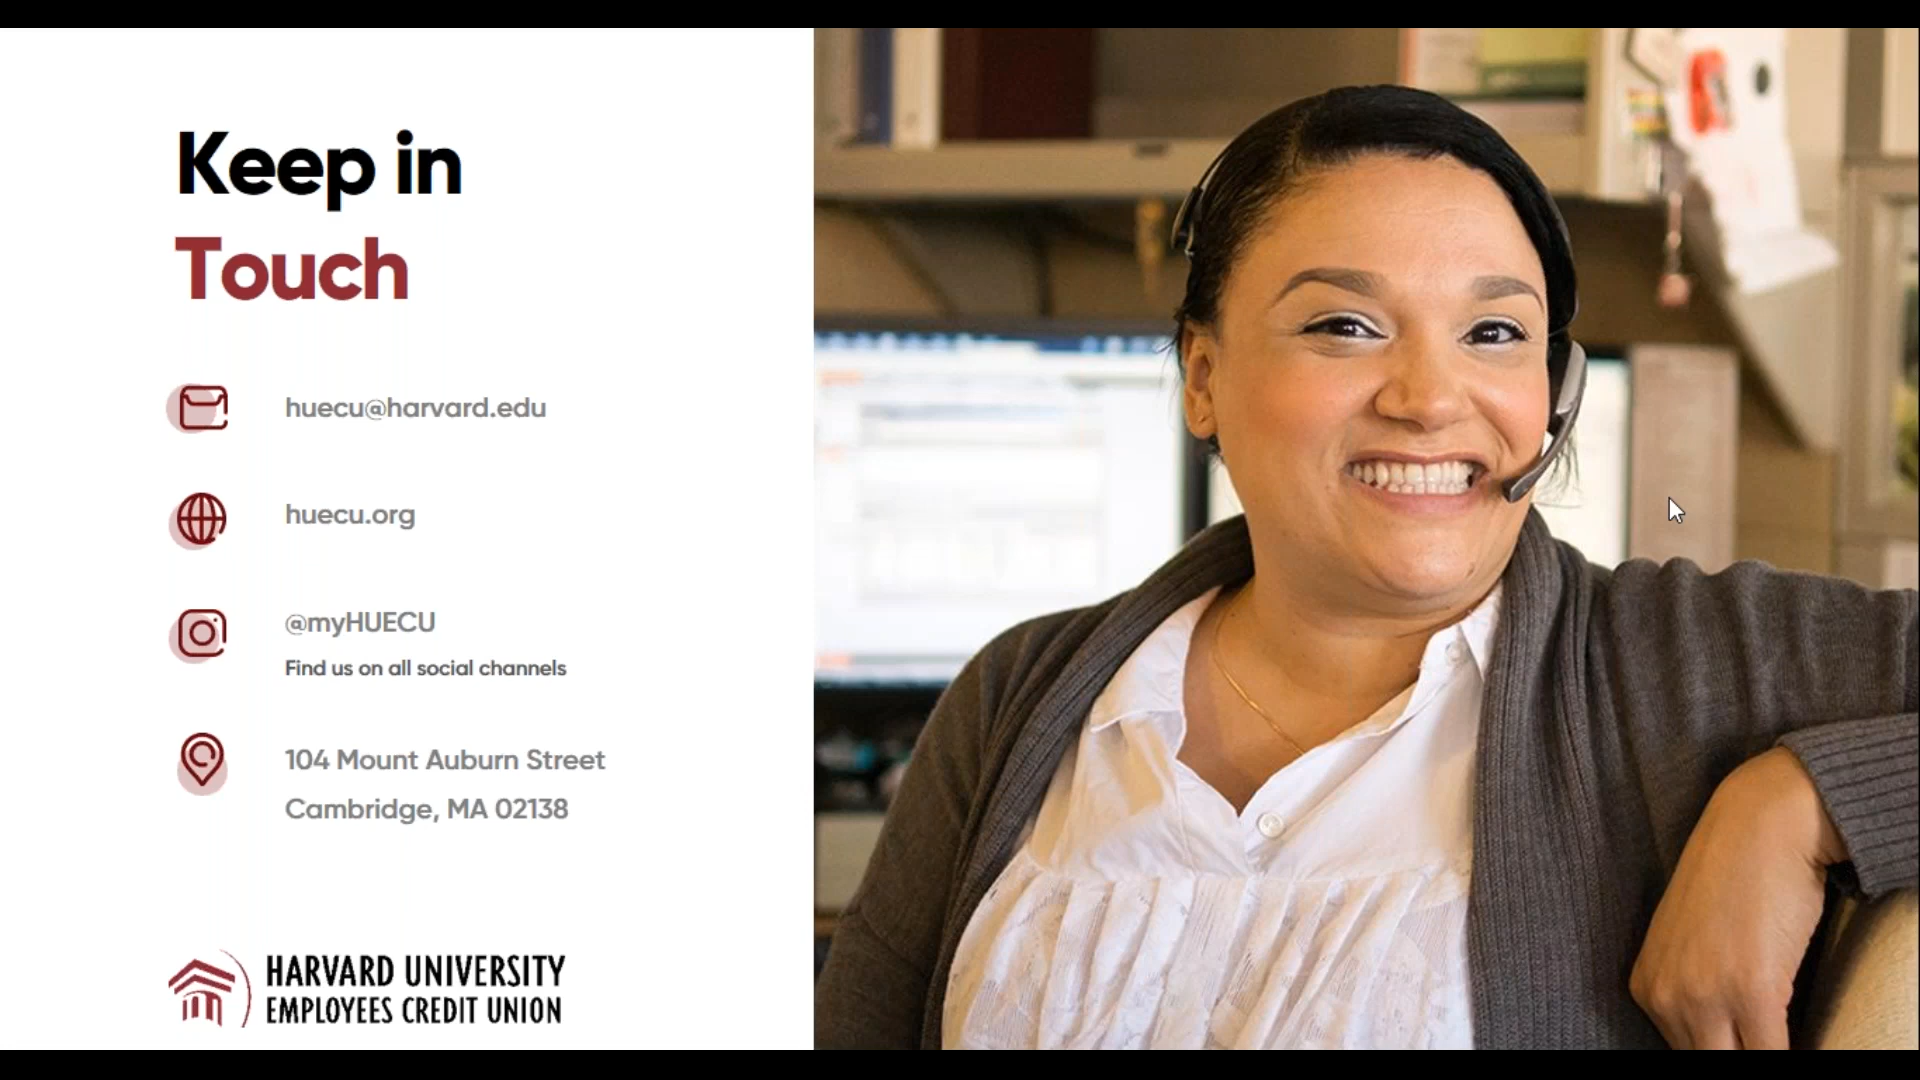 Keep in
Touch
huecu@harvard.edu
huecu.org
@myHUECU
Find us on all social channels
104 Mount Auburn Street
Cambridge, MA 02138
HARVARD UNIVERSITY
EMPLOYEES CREDIT UNION